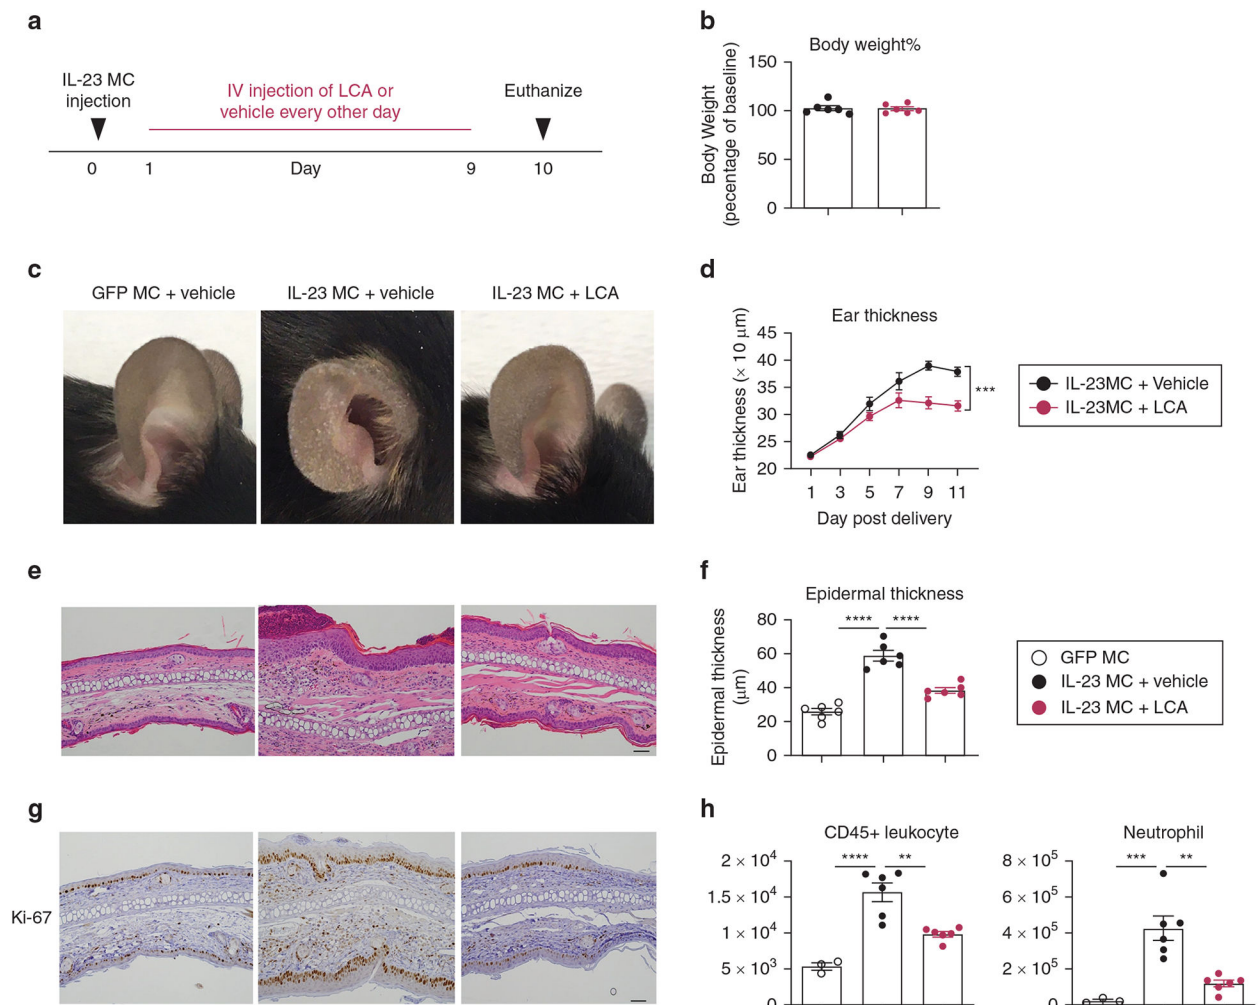 a
IL-23 MC
injection
IV injection of LCA or
vehicle every other day
Euthanize
0
1
Day
9
10
b
Body weight%
Body Weight
(pecentage of baseline)
150
100
50
0
c
GFP MC + vehicle
IL-23 MC + vehicle
IL-23 MC + LCA
d
Ear thickness
Ear thickness (× 10 μm)
45
40
35
30
25
20
***
1 3 5 7 9 11
Day post delivery
IL-23MC + Vehicle
IL-23MC + LCA
e
f
Epidermal thickness
Epidermal thickness
(μm)
80
60
40
20
0
**** ****
GFP MC
IL-23 MC + vehicle
IL-23 MC + LCA
g
Ki-67
h
CD45+ leukocyte
2 × 10⁴
1.5 × 10⁴
1 × 10⁴
5 × 10³
**** **
Neutrophil
8 × 10⁵
6 × 10⁵
4 × 10⁵
2 × 10⁵
*** **